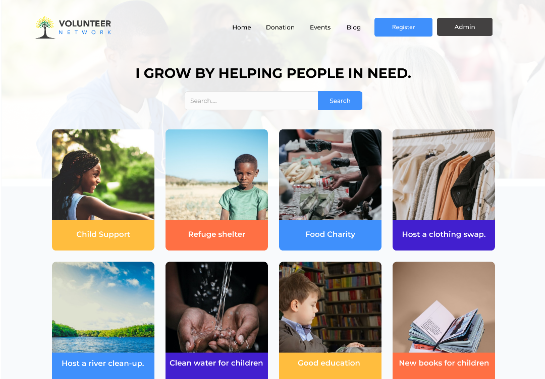 VOLUNTEER
NETWORK
Home Donation Events Blog Register Admin
I GROW BY HELPING PEOPLE IN NEED.
Search.... Search
Child Support Refuge shelter Food Charity Host a clothing swap.
Host a river clean-up. Clean water for children Good education New books for children